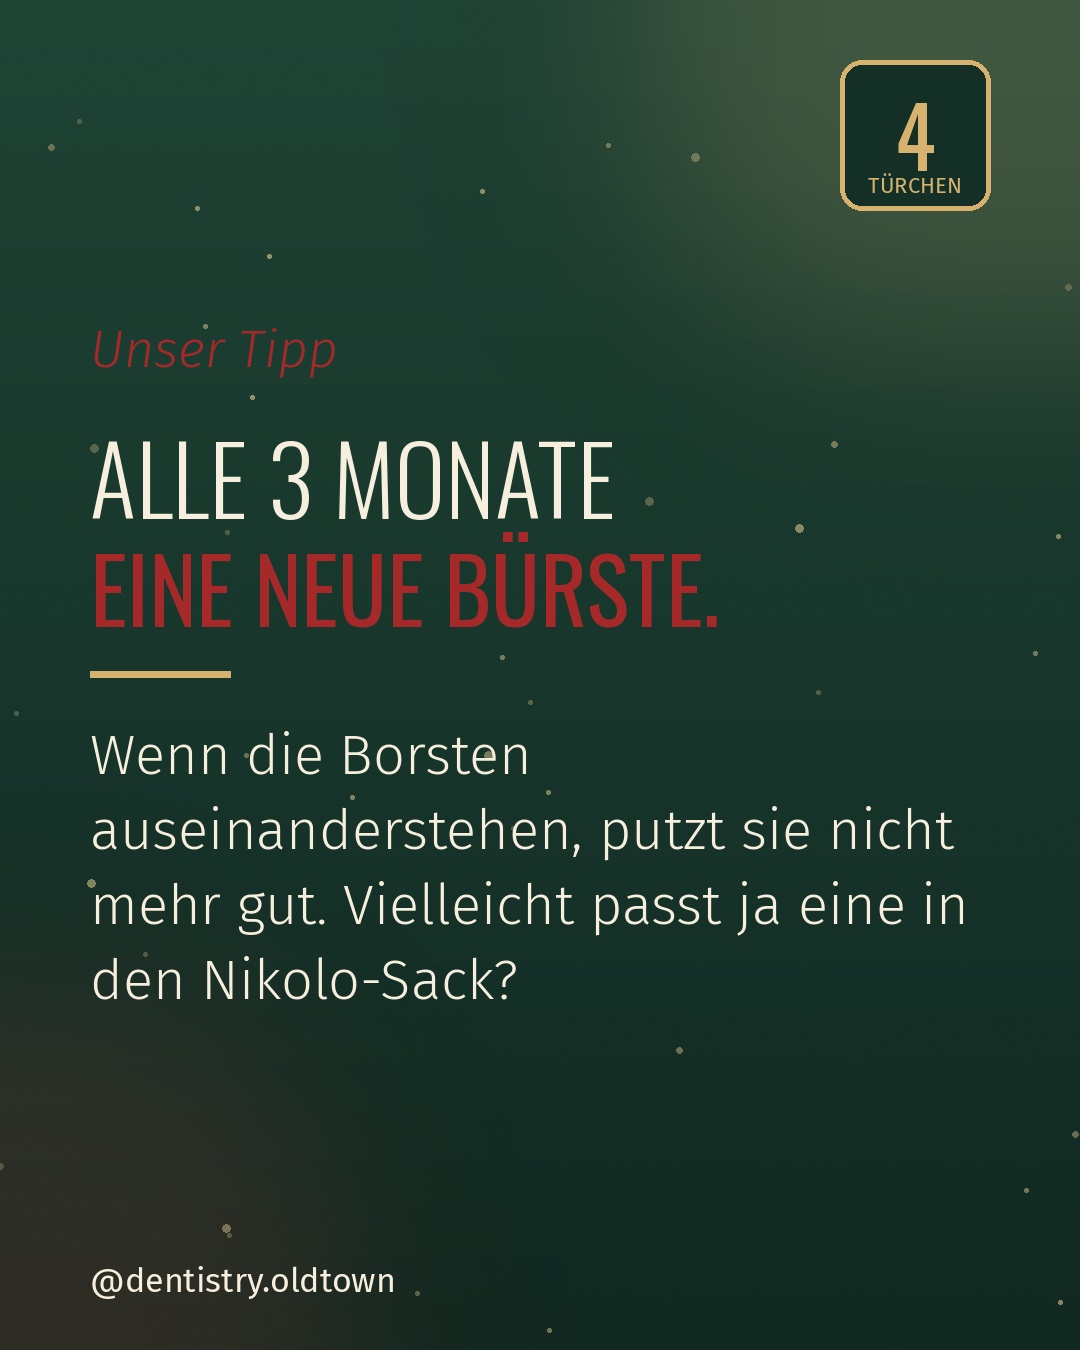 4
TÜRCHEN
Unser Tipp
ALLE 3 MONATE
EINE NEUE BÜRSTE.
Wenn die Borsten
auseinanderstehen, putzt sie nicht
mehr gut. Vielleicht passt ja eine in
den Nikolo-Sack?
@dentistry.oldtown